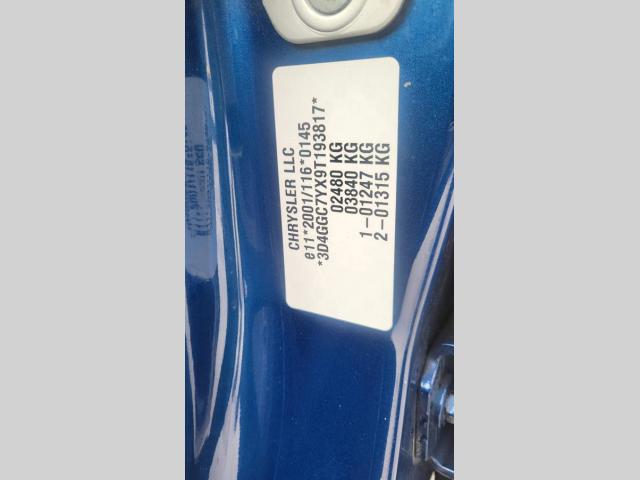 CHRYSLER LLC
e11*2001/116*0145
*3D4GGC7YX9T193817*
02480 KG
03840 KG
1–01247 KG
2–01315 KG